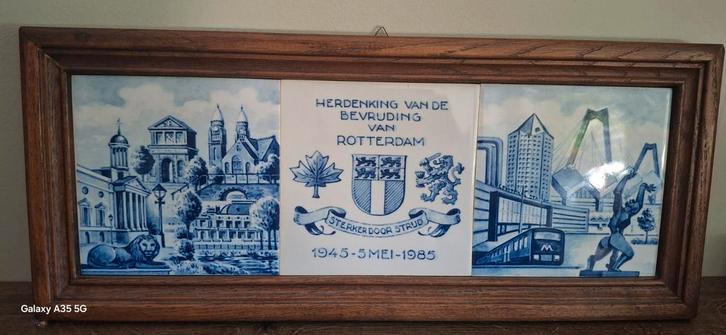 HERDENKING VAN DE
BEVRIJDING
VAN
ROTTERDAM
STERKER DOOR STRIJD
1945-5 MEI-1985
M
Galaxy A35 5G